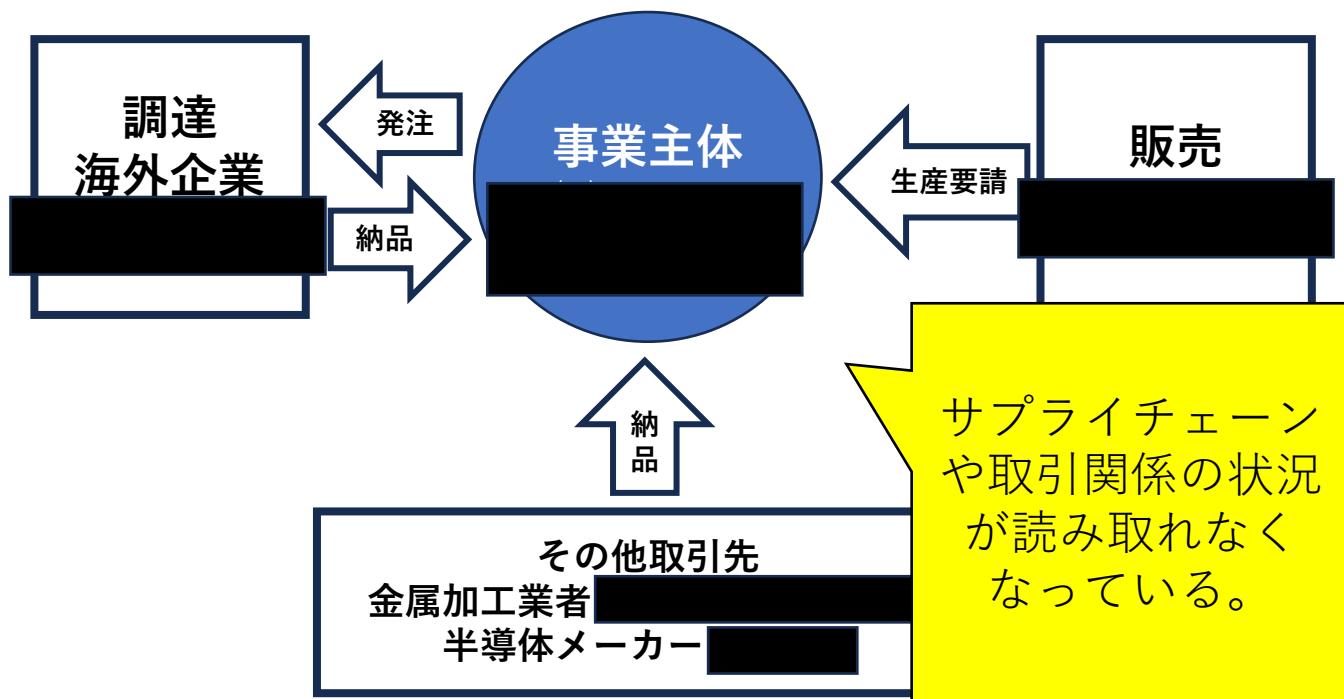 調達
海外企業
発注
納品
事業主体
生産要請
販売
納
品
その他取引先
金属加工業者
半導体メーカー
サプライチェーン
や取引関係の状況
が読み取れなく
なっている。